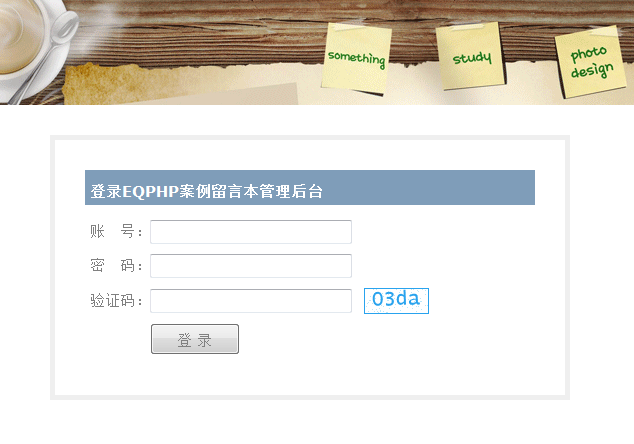 something
study
photo
design
登录EQPHP案例留言本管理后台
账　号：
密　码：
验证码： 03da
登 录